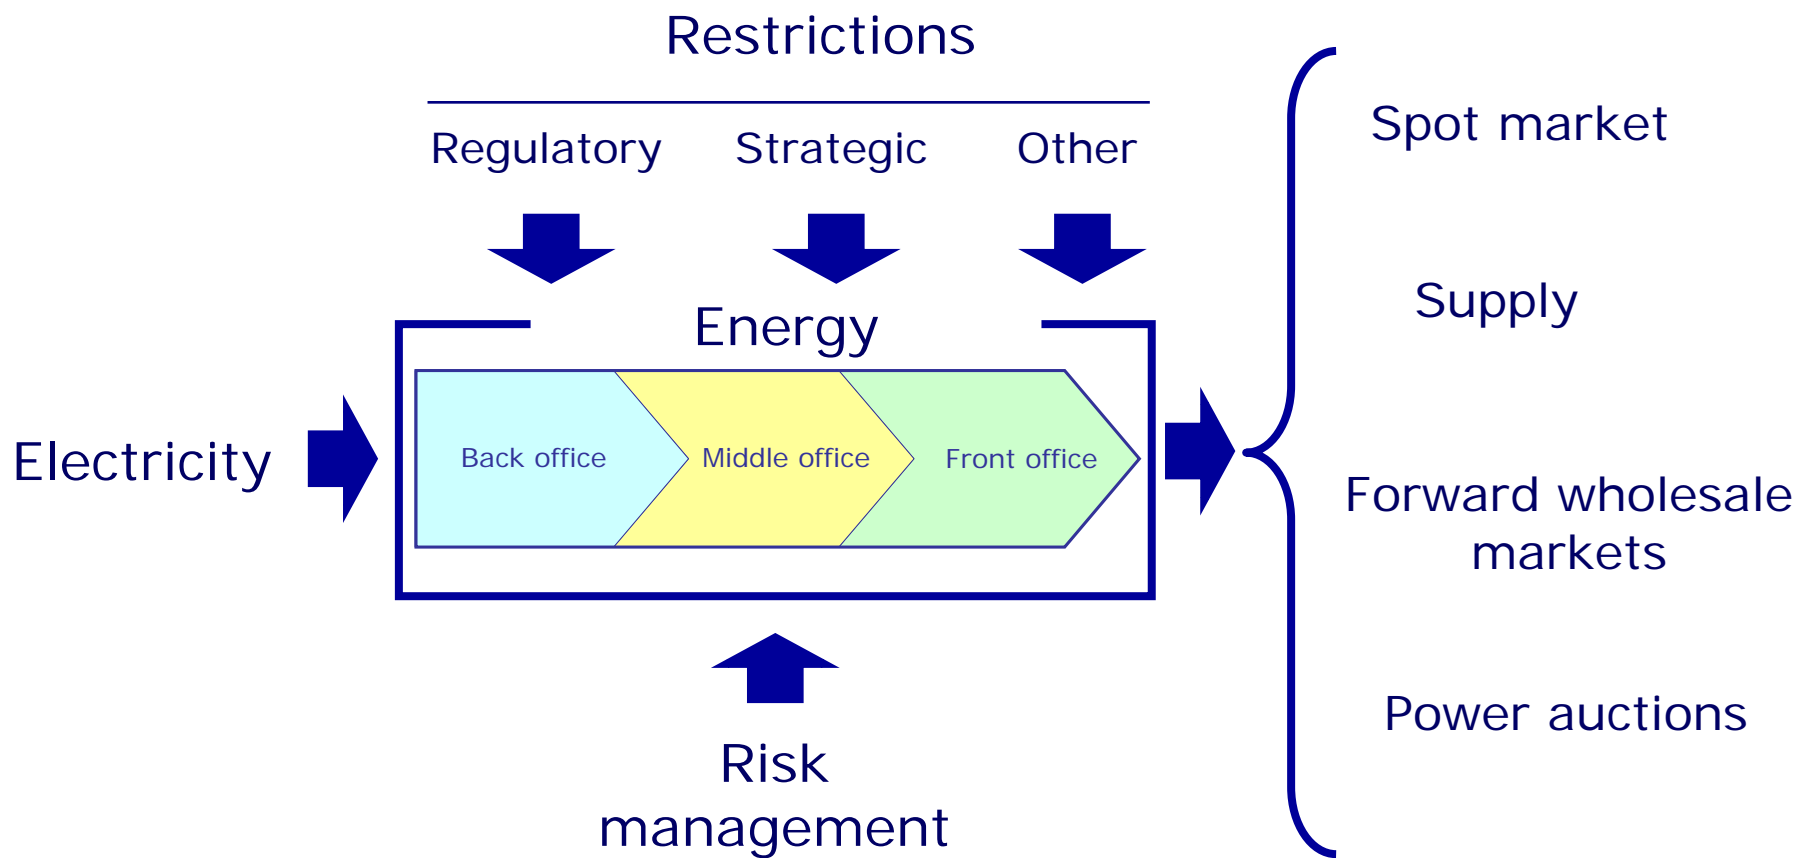 Restrictions
Regulatory
Strategic
Other
Energy
Electricity
Back office
Middle office
Front office
Risk
management
Spot market
Supply
Forward wholesale
markets
Power auctions